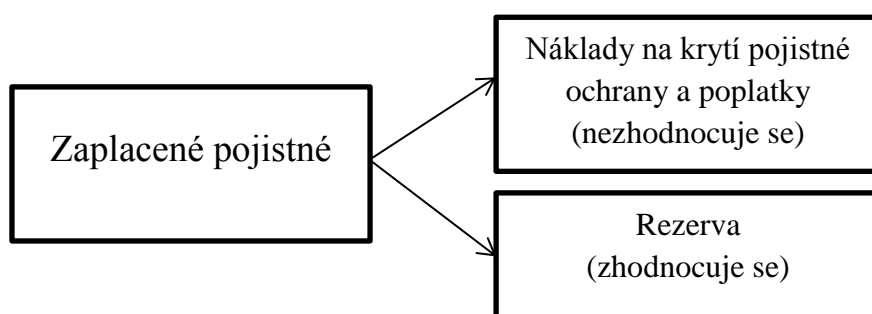 Zaplacené pojistné
Náklady na krytí pojistné
ochrany a poplatky
(nezhodnocuje se)
Rezerva
(zhodnocuje se)